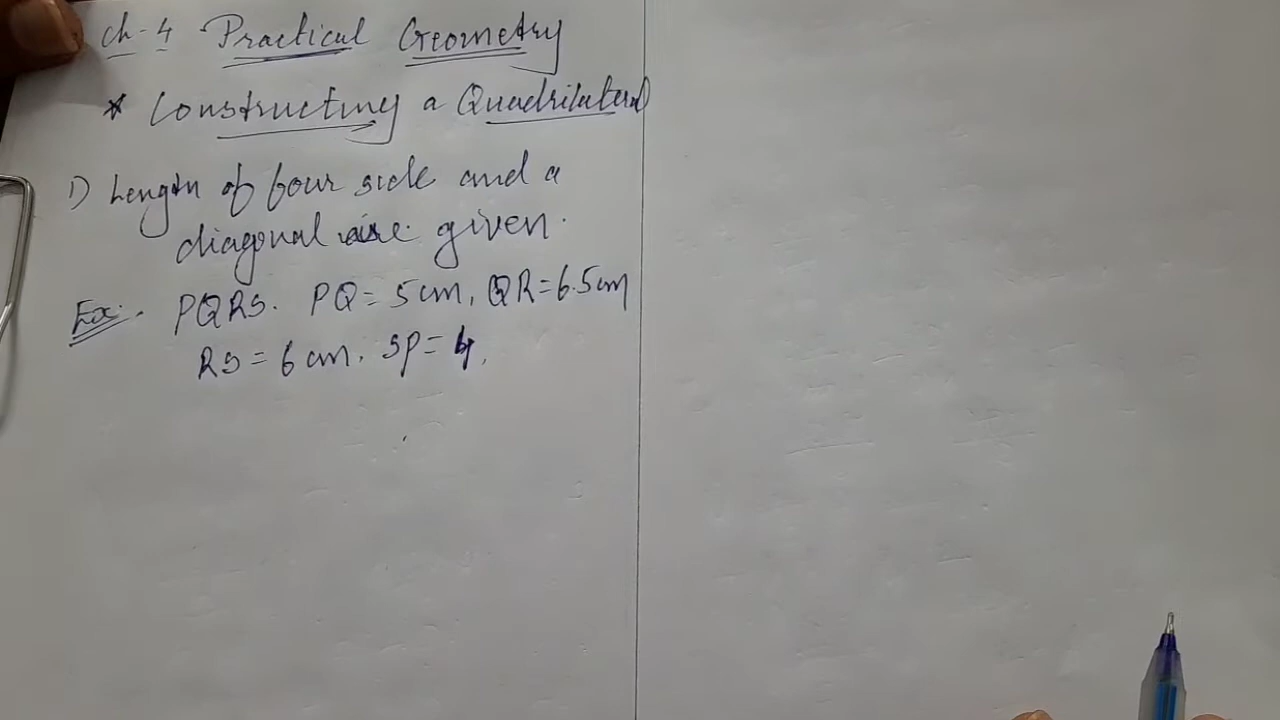 ch-4 Practical Geometry
* Constructing a Quadrilateral
1) Length of four side and a
diagonal are given.
Ex:- PQRS. PQ = 5cm, QR = 6.5cm
RS = 6 cm. SP = 4,